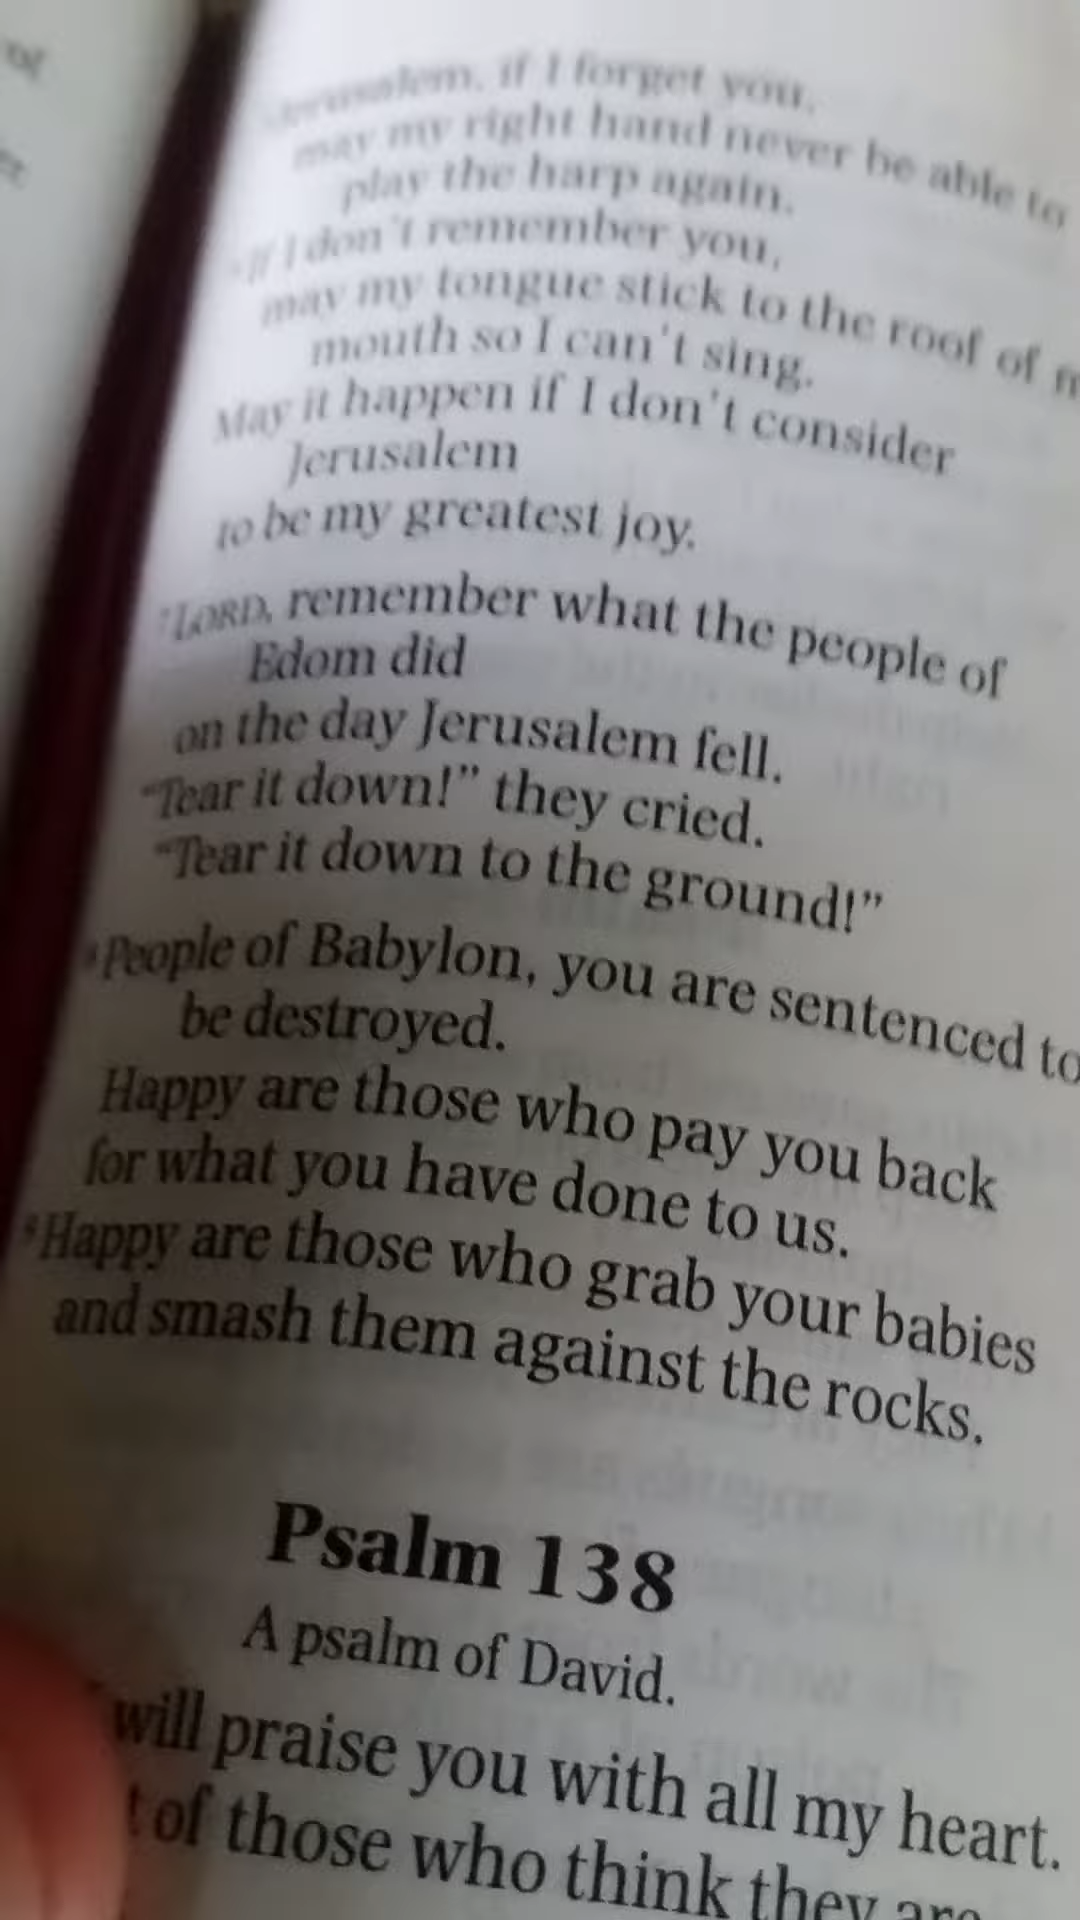 of
Jerusalem, if I forget you,
may my right hand never be able to
play the harp again.
If I don't remember you,
may my tongue stick to the roof of
mouth so I can't sing.
May it happen if I don't consider
Jerusalem
to be my greatest joy.
7 LORD, remember what the people of
Edom did
on the day Jerusalem fell.
“Tear it down!” they cried.
“Tear it down to the ground!”
8 People of Babylon, you are sentenced to
be destroyed.
Happy are those who pay you back
for what you have done to us.
9 Happy are those who grab your babies
and smash them against the rocks.
Psalm 138
A psalm of David.
will praise you with all my heart.
of those who think they are